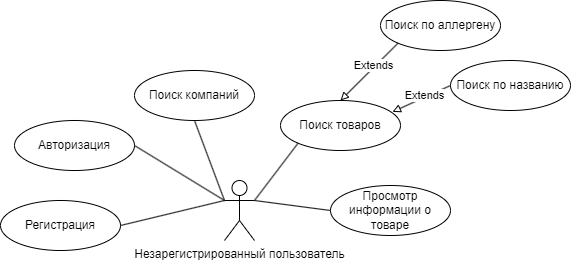 Поиск по аллергену
Extends
Поиск по названию
Extends
Поиск компаний
Поиск товаров
Авторизация
Просмотр
информации о
товаре
Регистрация
Незарегистрированный пользователь